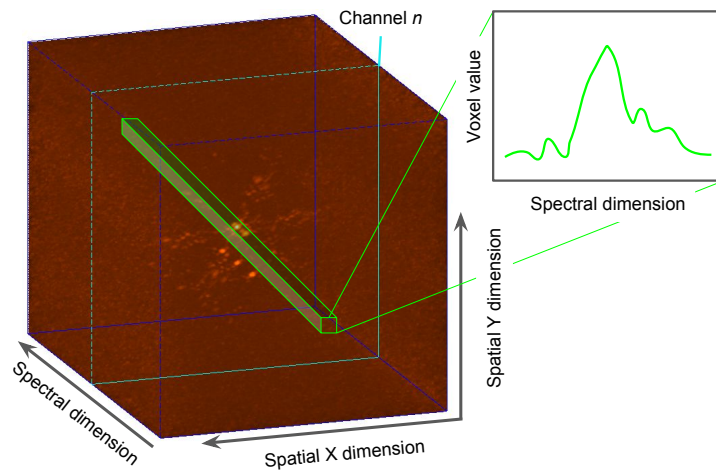 Channel n
Voxel value
Spectral dimension
Spatial Y dimension
Spectral dimension
Spatial X dimension